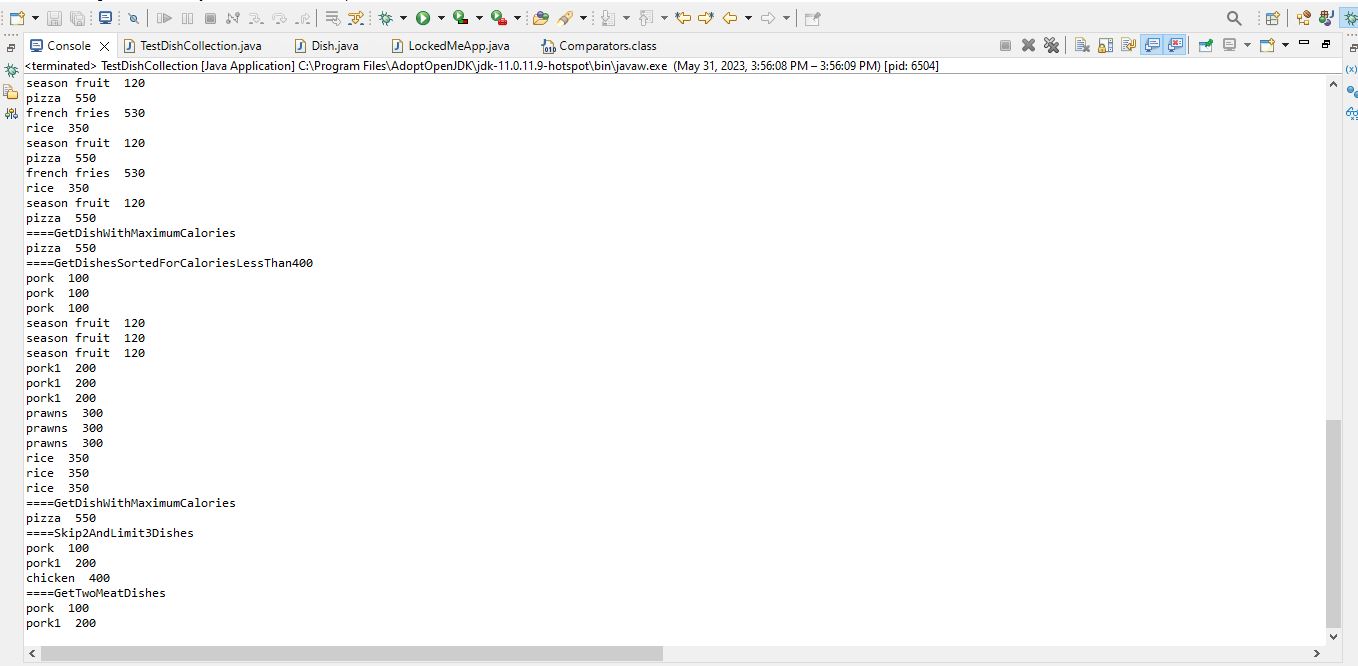 Console
TestDishCollection.java
Dish.java
LockedMeApp.java
Comparators.class
<terminated> TestDishCollection [Java Application] C:\Program Files\AdoptOpenJDK\jdk-11.0.11.9-hotspot\bin\javaw.exe (May 31, 2023, 3:56:08 PM – 3:56:09 PM) [pid: 6504]
season fruit  120
pizza  550
french fries  530
rice  350
season fruit  120
pizza  550
french fries  530
rice  350
season fruit  120
pizza  550
====GetDishWithMaximumCalories
pizza  550
====GetDishesSortedForCaloriesLessThan400
pork  100
pork  100
pork  100
season fruit  120
season fruit  120
season fruit  120
pork1  200
pork1  200
pork1  200
prawns  300
prawns  300
prawns  300
rice  350
rice  350
rice  350
====GetDishWithMaximumCalories
pizza  550
====Skip2AndLimit3Dishes
pork  100
pork1  200
chicken  400
====GetTwoMeatDishes
pork  100
pork1  200